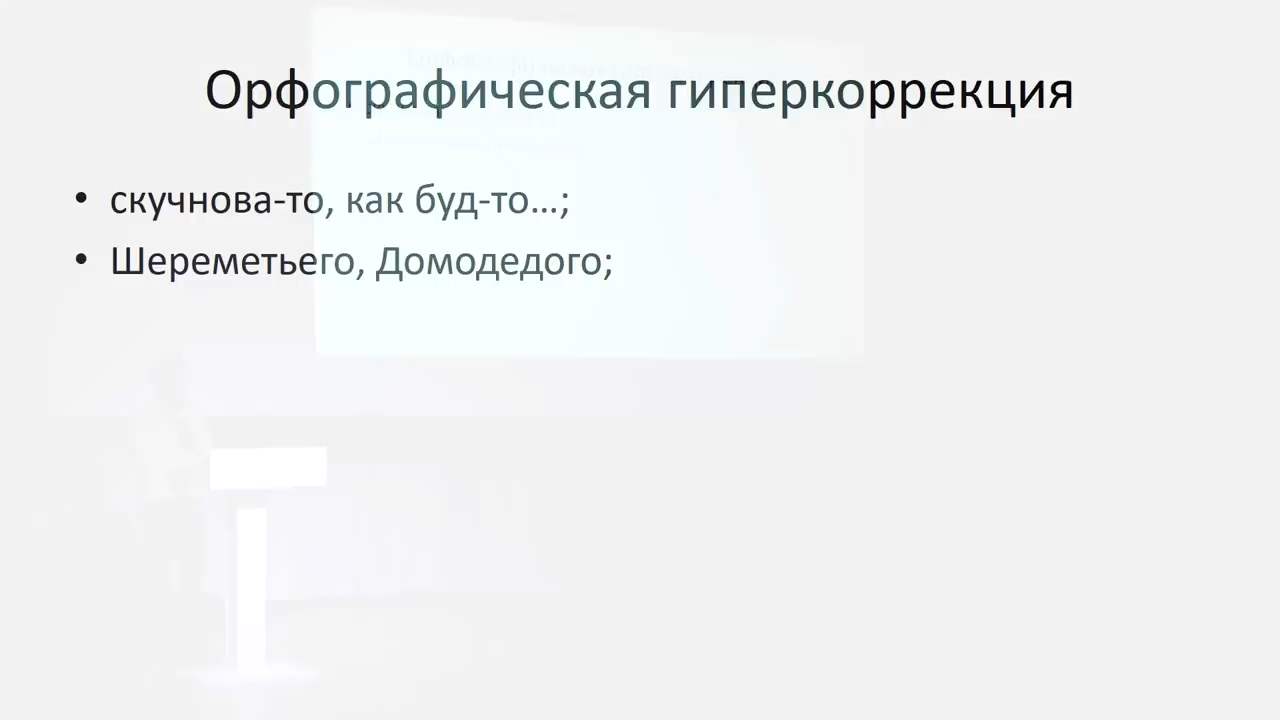 Орфографическая гиперкоррекция
• скучнова-то, как буд-то…;
• Шереметьего, Домодедого;